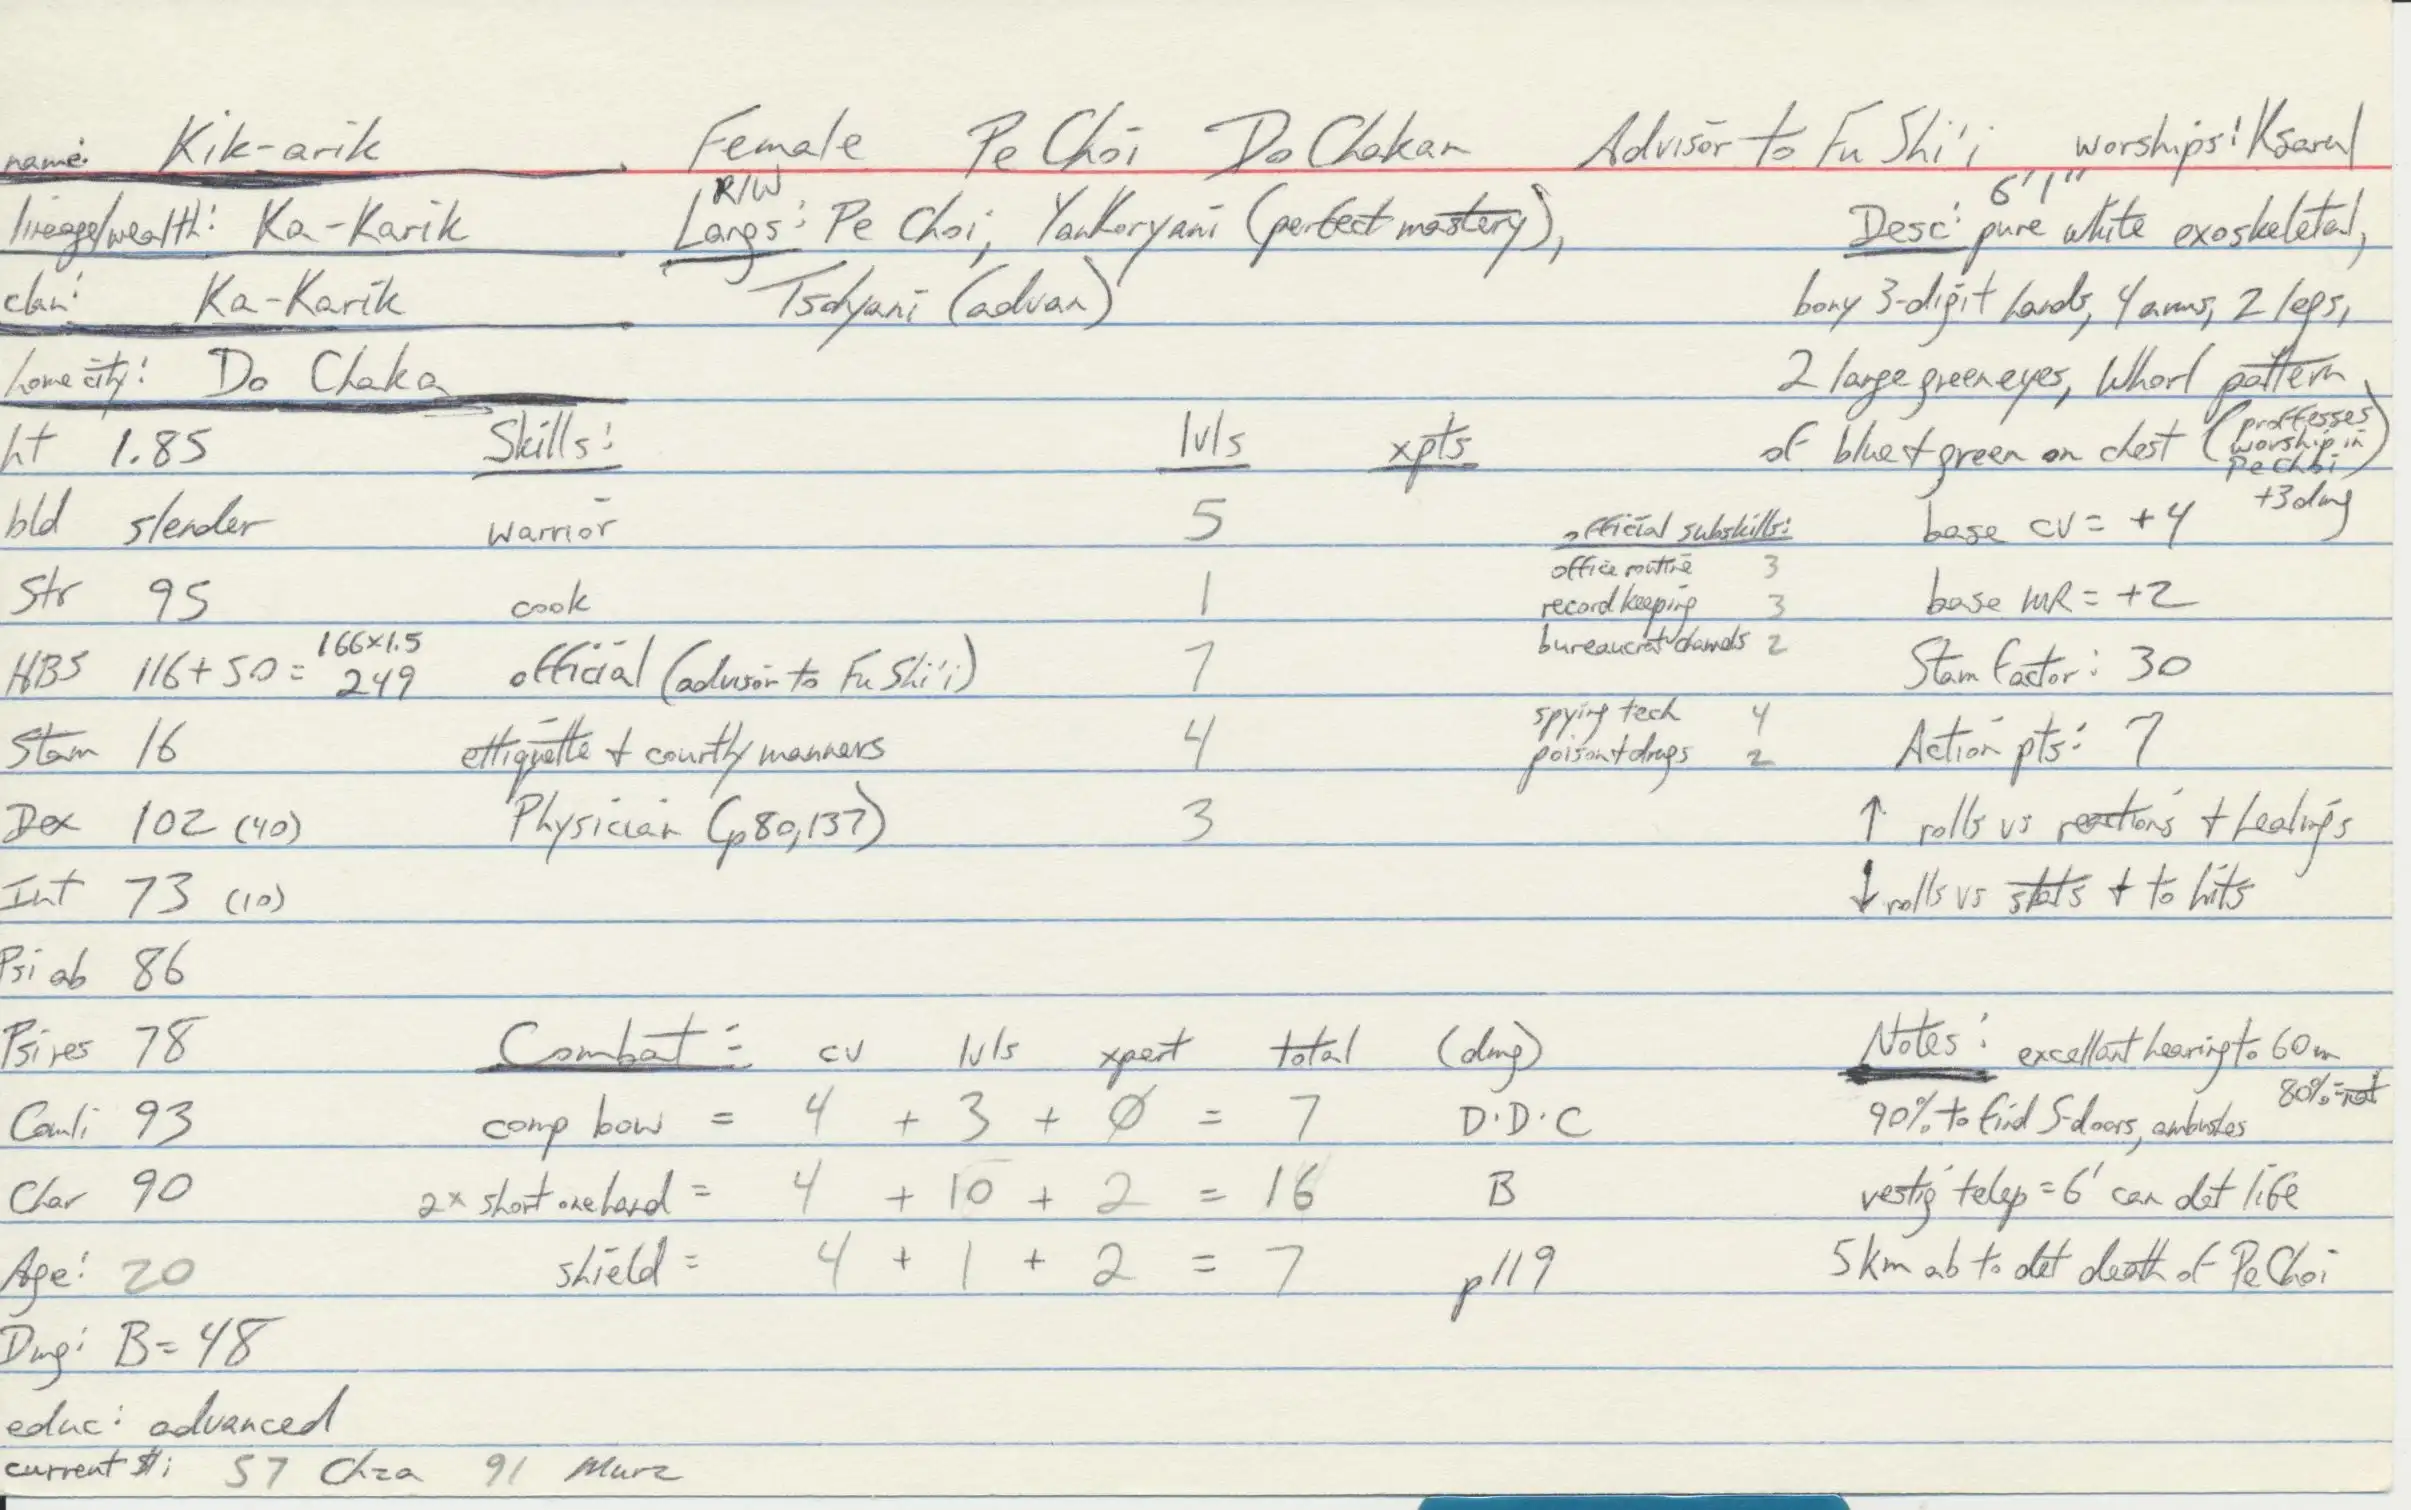 name: Kik-arik Female Pe Choi Do Chakan Advisor to Fu Shi'i worships: Ksarul
lineage/wealth: Ka-Karik R/W Langs: Pe Choi, YanKoryani (perfect mastery), Desc: 6'1" pure white exoskeletal,
clan: Ka-Karik Tsolyani (advan) bony 3-digit hands, 4 arms, 2 legs,
home city: Do Chaka 2 large green eyes, Whorl pattern
ht 1.85 Skills: lvls xpts of blue + green on chest (proffesses worship in Pe Choi)
bld slender warrior 5 official subskills: base cv = +4 +3 dmg
office routine 3
Str 95 cook 1 record keeping 3 base MR = +2
HBS 116 + 50 = 166 x 1.5 249 official (advisor to Fu Shi'i) 7 bureaucrat chanels 2 Stam factor: 30
Stam 16 ettiquette + courtly manners 4 spying tech 4 Action pts: 7
poison + drugs 2
Dex 102 (40) Physician (p80,137) 3 ↑ rolls vs reactions + healings
Int 73 (10) ↓ rolls vs stats + to hits
Psi ab 86
Psi res 78 Combat: cv lvls xpert total (dmg) Notes: excellant hearing to 60m
Comli 93 comp bow = 4 + 3 + Ø = 7 D·D·C 90% to find S-doors, ambushes 80% = not
Char 90 2x short one hand = 4 + 10 + 2 = 16 B vestig telep = 6' can det life
Age: 20 shield = 4 + 1 + 2 = 7 p119 5 km ab to det death of Pe Choi
Dmg: B = 48
educ: advanced
current $: 57 Chza 91 Murz